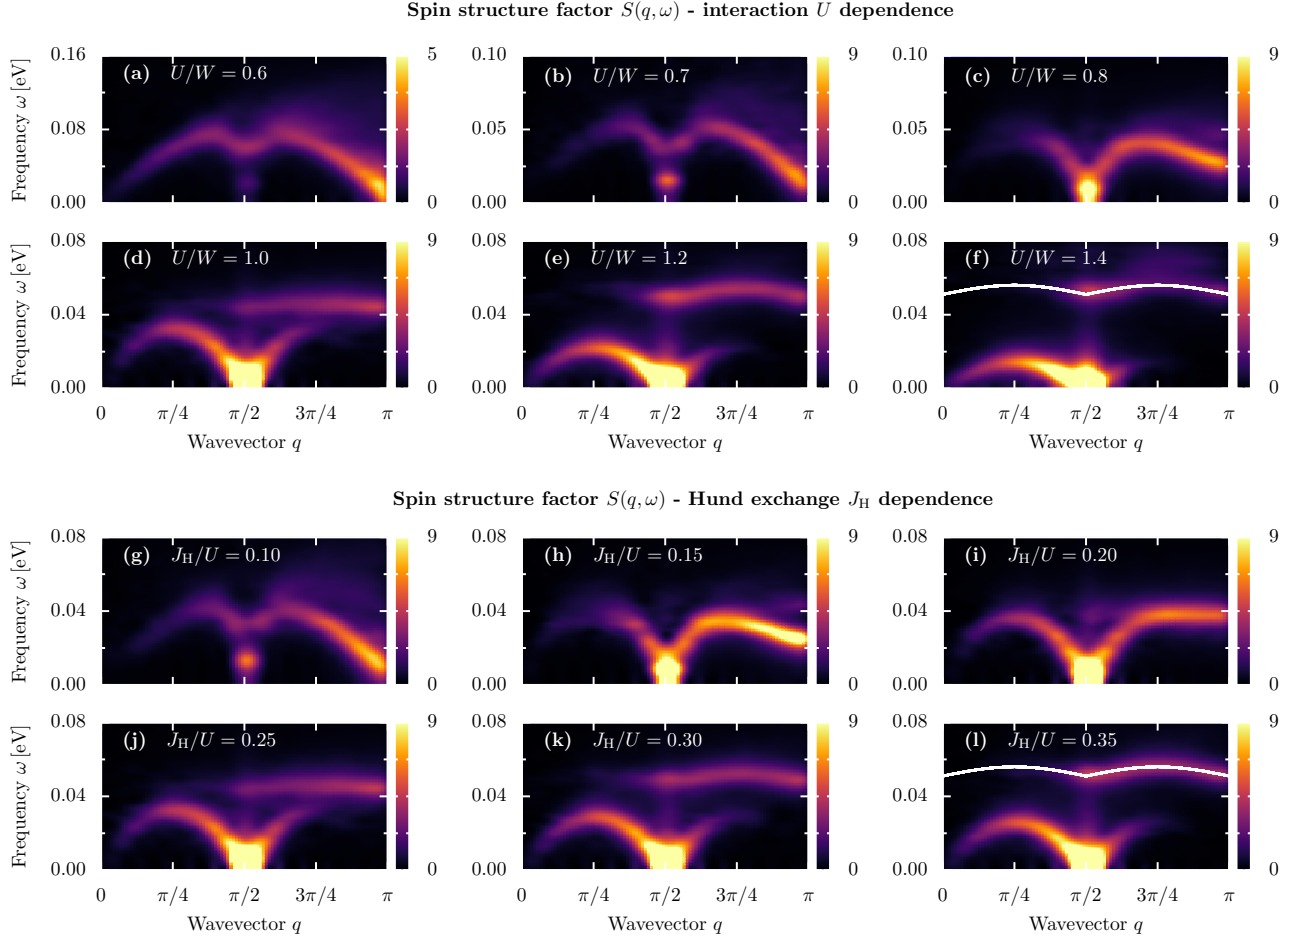 Spin structure factor S(q, ω) - interaction U dependence
(a) U/W = 0.6
(b) U/W = 0.7
(c) U/W = 0.8
Frequency ω [eV]
0.16
0.08
0.00
5
0
0.10
0.05
0.00
9
0
0.10
0.05
0.00
9
0
(d) U/W = 1.0
(e) U/W = 1.2
(f) U/W = 1.4
Frequency ω [eV]
0.08
0.04
0.00
9
0
0.08
0.04
0.00
9
0
0.08
0.04
0.00
9
0
0 π/4 π/2 3π/4 π
0 π/4 π/2 3π/4 π
0 π/4 π/2 3π/4 π
Wavevector q
Wavevector q
Wavevector q
Spin structure factor S(q, ω) - Hund exchange J_H dependence
(g) J_H/U = 0.10
(h) J_H/U = 0.15
(i) J_H/U = 0.20
Frequency ω [eV]
0.08
0.04
0.00
9
0
0.08
0.04
0.00
9
0
0.08
0.04
0.00
9
0
(j) J_H/U = 0.25
(k) J_H/U = 0.30
(l) J_H/U = 0.35
Frequency ω [eV]
0.08
0.04
0.00
9
0
0.08
0.04
0.00
9
0
0.08
0.04
0.00
9
0
0 π/4 π/2 3π/4 π
0 π/4 π/2 3π/4 π
0 π/4 π/2 3π/4 π
Wavevector q
Wavevector q
Wavevector q